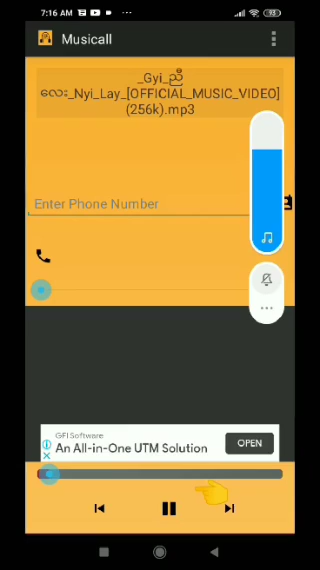 7:16 AM
93
Musicall
_Gyi_ညီ
လေး_Nyi_Lay_[OFFICIAL_MUSIC_VIDEO]
(256k).mp3
Enter Phone Number
GFI Software
An All-in-One UTM Solution
OPEN